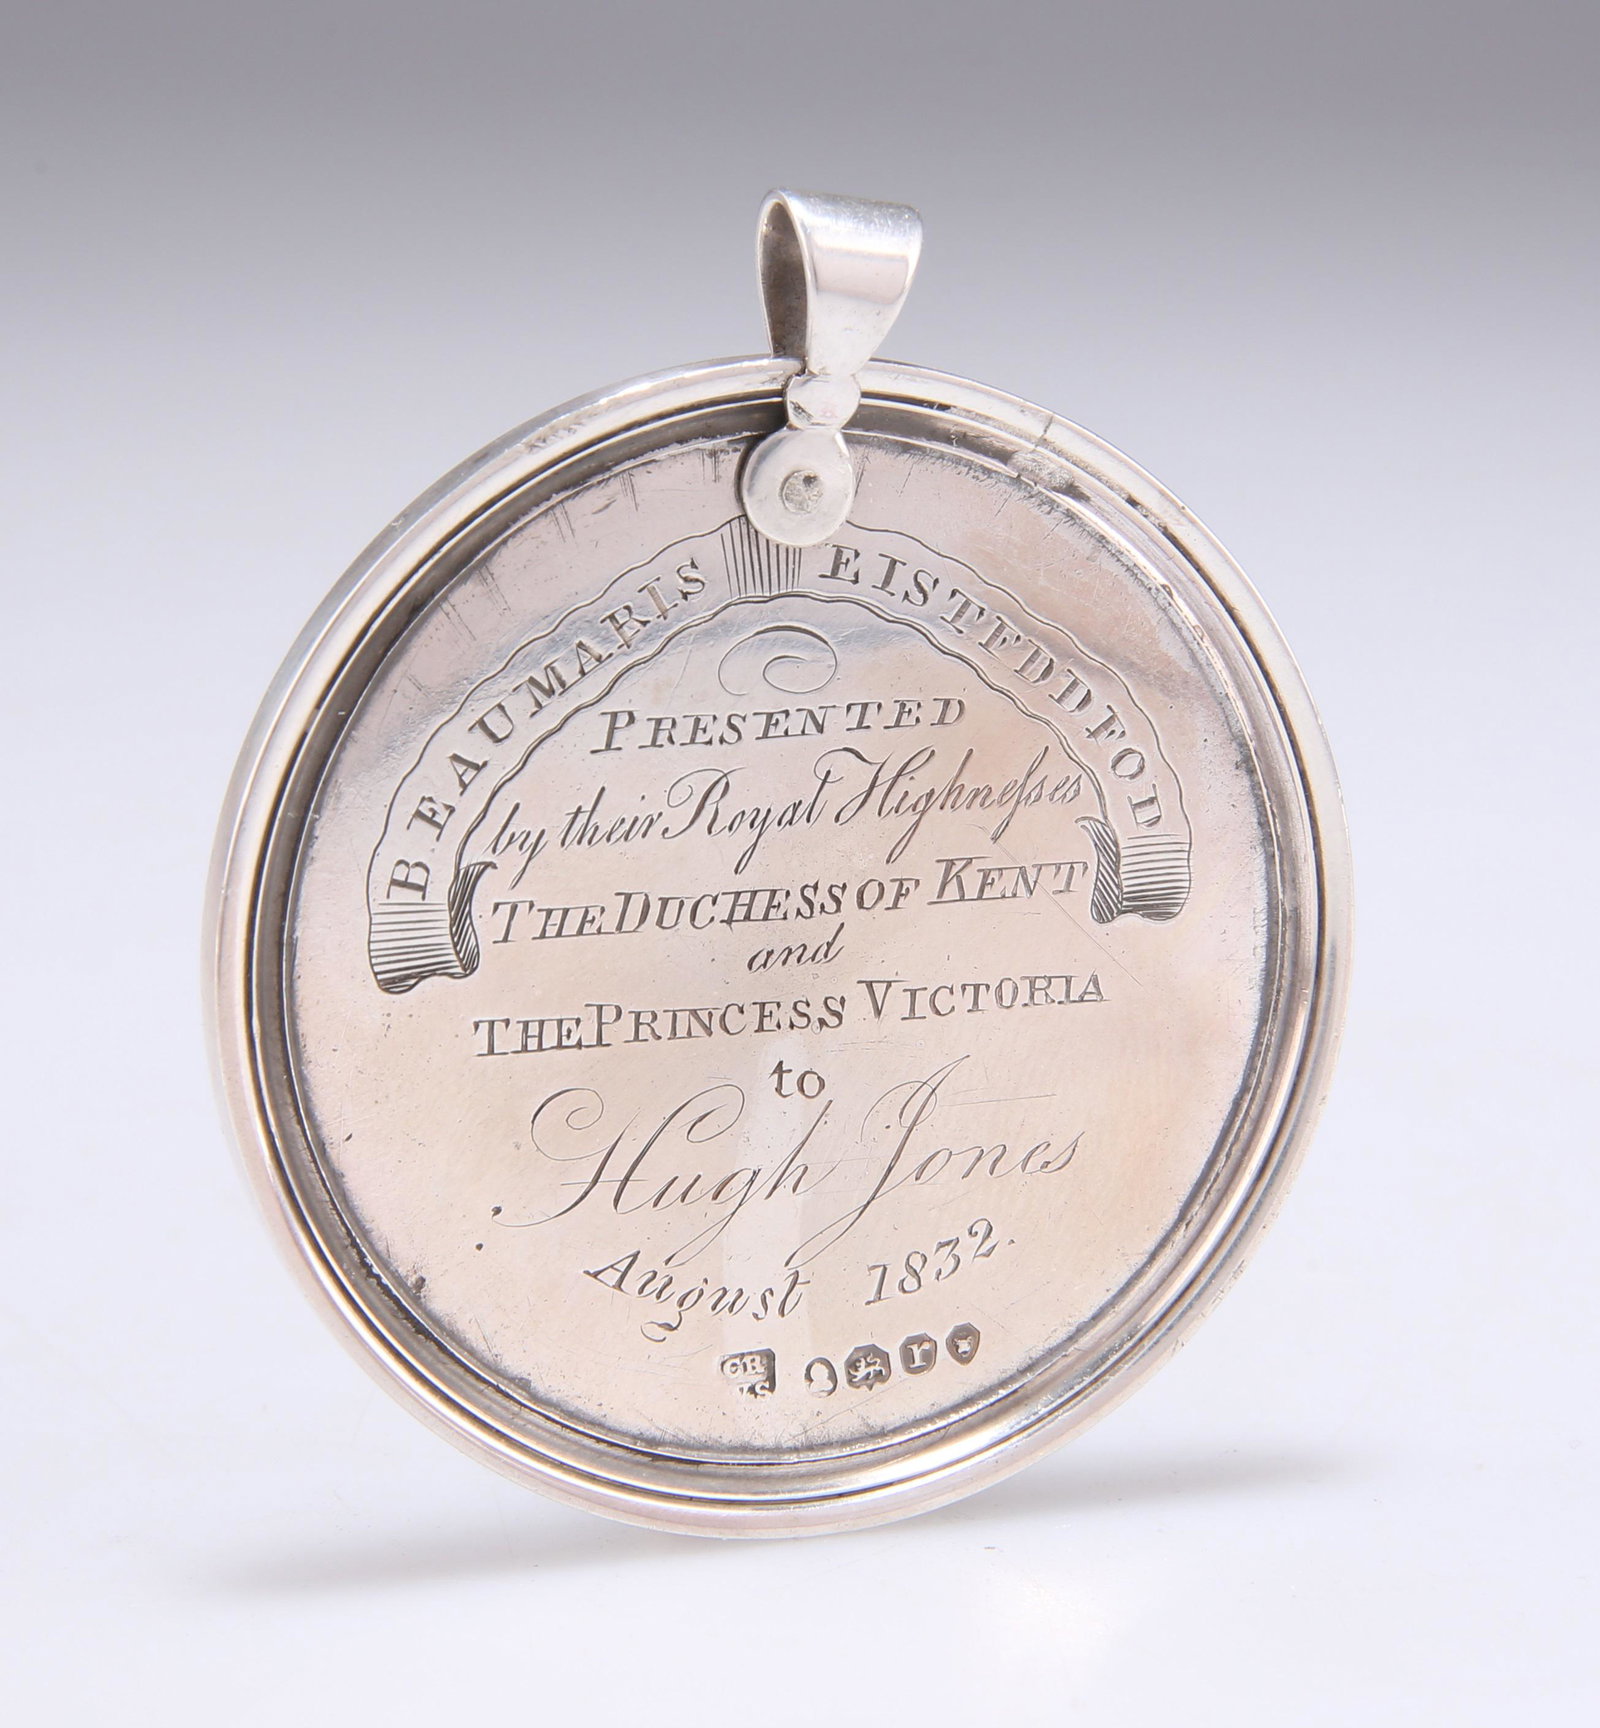 BEAUMARIS EISTEDDFOD
PRESENTED
by their Royal Highneſses
THE DUCHESS OF KENT
and
THE PRINCESS VICTORIA
to
Hugh Jones
August 1832.
r